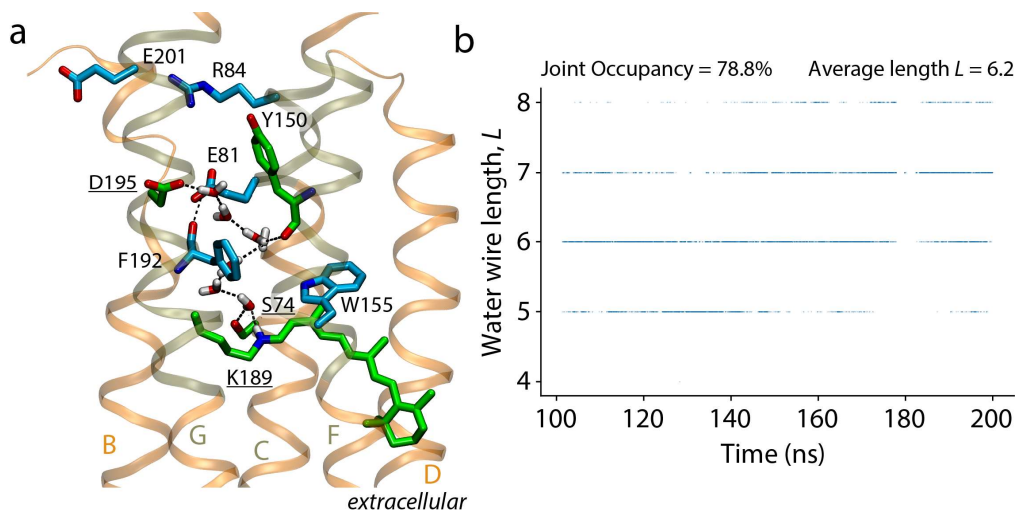 a
E201
R84
Y150
E81
D195
F192
S74
W155
K189
B
G
C
F
D
extracellular
b
Joint Occupancy = 78.8%
Average length L = 6.2
Water wire length, L
8
7
6
5
4
100
120
140
160
180
200
Time (ns)